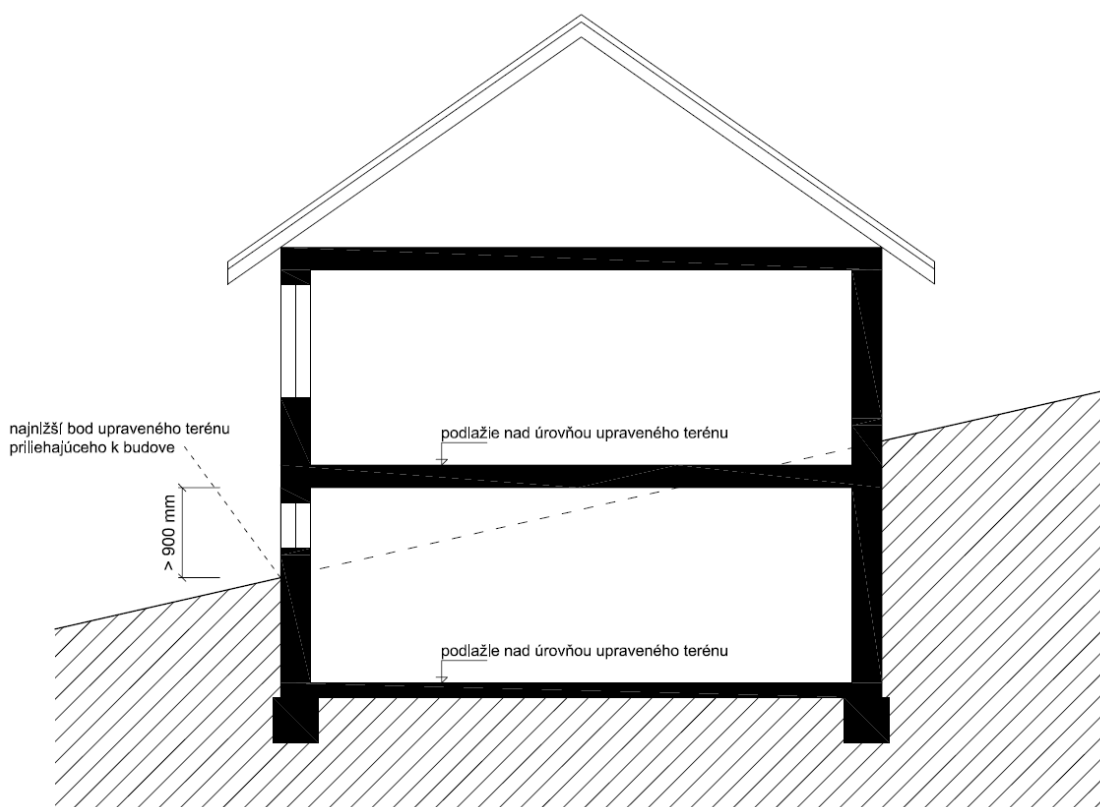 podlažie nad úrovňou upraveného terénu
najnižší bod upraveného terénu
priliehajúceho k budove
> 900 mm
podlažie nad úrovňou upraveného terénu